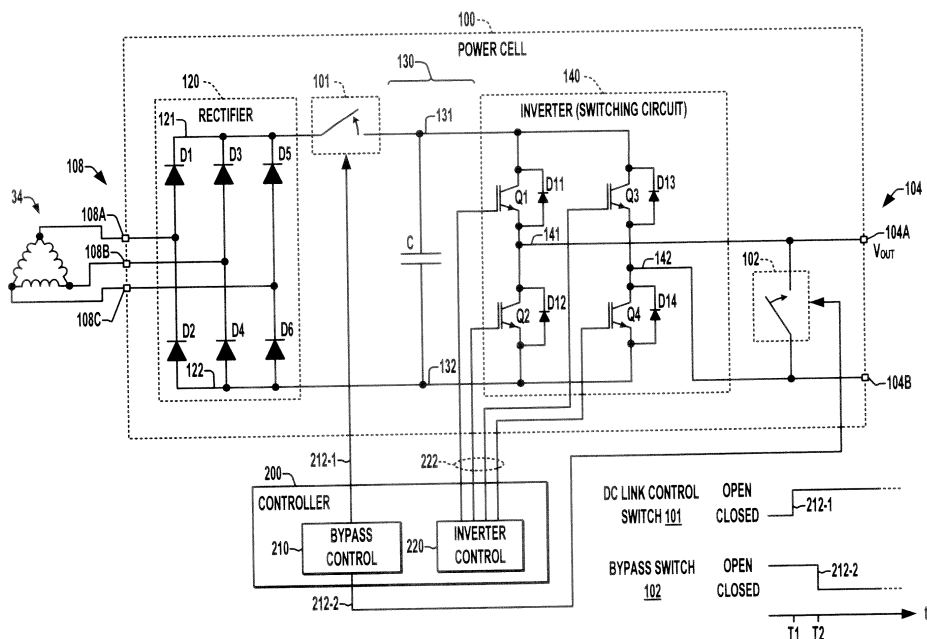 100
POWER CELL
130
120
101
140
RECTIFIER
INVERTER (SWITCHING CIRCUIT)
121
131
D1
D3
D5
108
34
108A
108B
108C
Q1
D11
Q3
D13
104
C
141
104A
VOUT
142
102
D2
D4
D6
Q2
D12
Q4
D14
122
132
104B
212-1
222
200
CONTROLLER
210
BYPASS
CONTROL
220
INVERTER
CONTROL
212-2
DC LINK CONTROL
SWITCH 101
OPEN
CLOSED
212-1
BYPASS SWITCH
102
OPEN
CLOSED
212-2
t
T1
T2